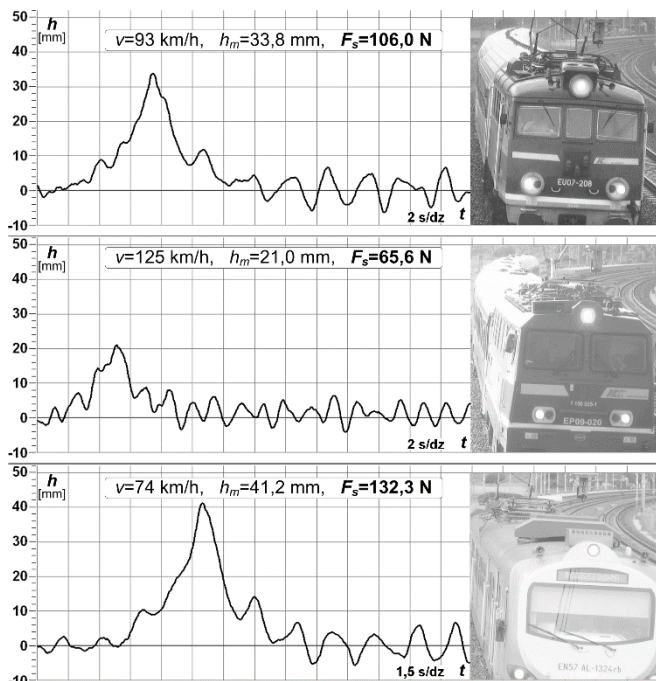 h
[mm]
v=93 km/h, hm=33,8 mm, Fs=106,0 N
50
40
30
20
10
0
-10
2 s/dz t
EU07-208
h
[mm]
v=125 km/h, hm=21,0 mm, Fs=65,6 N
50
40
30
20
10
0
-10
2 s/dz t
EP09-020
h
[mm]
v=74 km/h, hm=41,2 mm, Fs=132,3 N
50
40
30
20
10
0
10
1,5 s/dz t
EN57 AL-1324rb